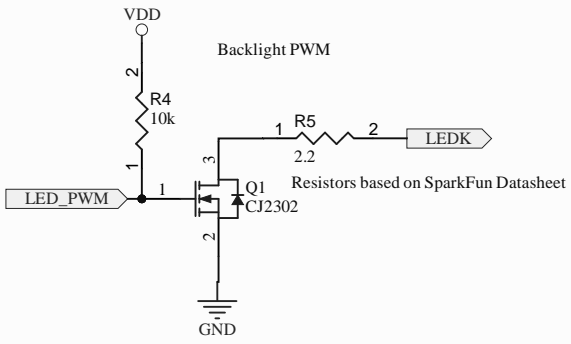 VDD
Backlight PWM
2
R4
10k
1
1 R5 2
2.2
LEDK
3
Resistors based on SparkFun Datasheet
LED_PWM
1
Q1
CJ2302
2
GND